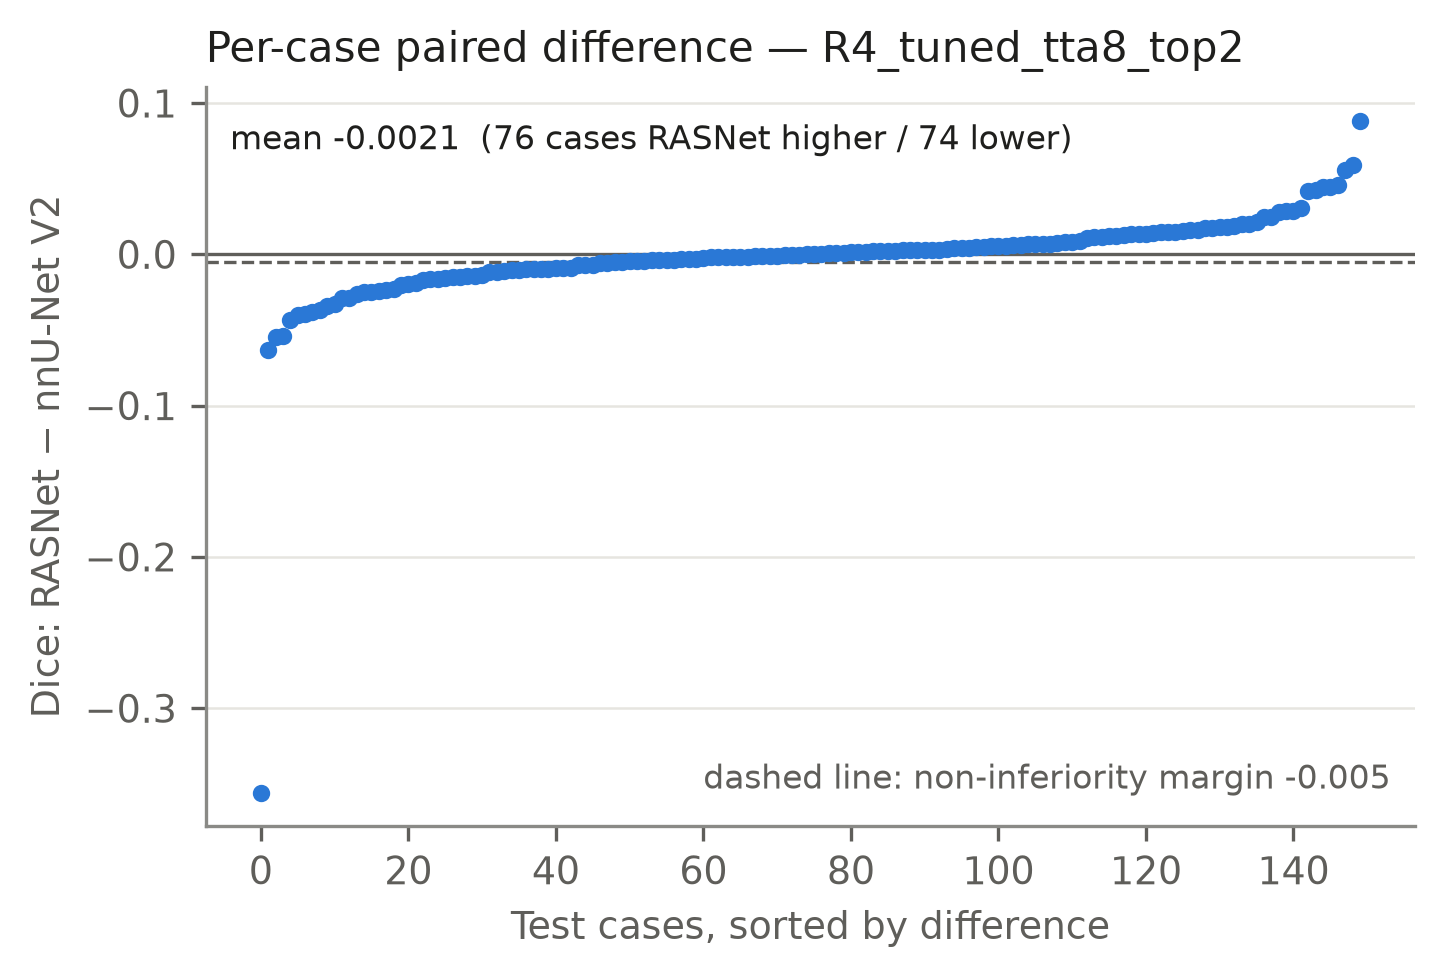 Per-case paired difference — R4_tuned_tta8_top2
0.1
mean -0.0021  (76 cases RASNet higher / 74 lower)
0.0
−0.1
−0.2
−0.3
Dice: RASNet − nnU-Net V2
dashed line: non-inferiority margin -0.005
0 20 40 60 80 100 120 140
Test cases, sorted by difference